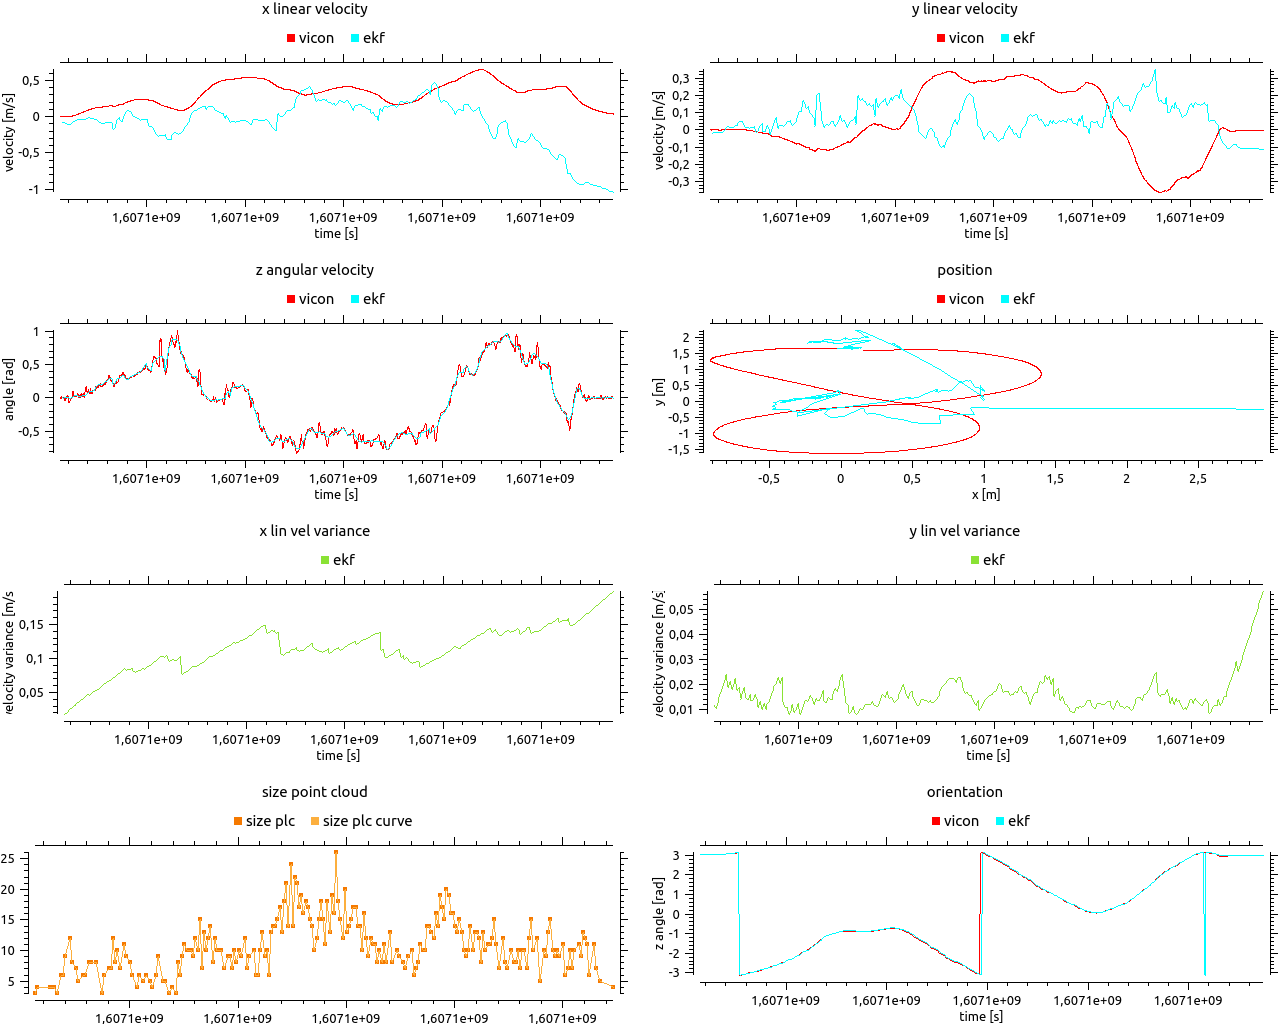 x linear velocity
vicon ekf
0,5
0
-0,5
-1
velocity [m/s]
1,6071e+09 1,6071e+09 1,6071e+09 1,6071e+09 1,6071e+09
time [s]
y linear velocity
vicon ekf
0,3
0,2
0,1
0
-0,1
-0,2
-0,3
velocity [m/s]
1,6071e+09 1,6071e+09 1,6071e+09 1,6071e+09 1,6071e+09
time [s]
z angular velocity
vicon ekf
1
0,5
0
-0,5
angle [rad]
1,6071e+09 1,6071e+09 1,6071e+09 1,6071e+09 1,6071e+09
time [s]
position
vicon ekf
2
1,5
1
0,5
0
-0,5
-1
-1,5
y [m]
-0,5 0 0,5 1 1,5 2 2,5
x [m]
x lin vel variance
ekf
0,15
0,1
0,05
velocity variance [m/s
1,6071e+09 1,6071e+09 1,6071e+09 1,6071e+09 1,6071e+09
time [s]
y lin vel variance
ekf
0,05
0,04
0,03
0,02
0,01
velocity variance [m/s]
1,6071e+09 1,6071e+09 1,6071e+09 1,6071e+09 1,6071e+09
time [s]
size point cloud
size plc size plc curve
25
20
15
10
5
1,6071e+09 1,6071e+09 1,6071e+09 1,6071e+09 1,6071e+09
orientation
vicon ekf
3
2
1
0
-1
-2
-3
z angle [rad]
1,6071e+09 1,6071e+09 1,6071e+09 1,6071e+09 1,6071e+09
time [s]